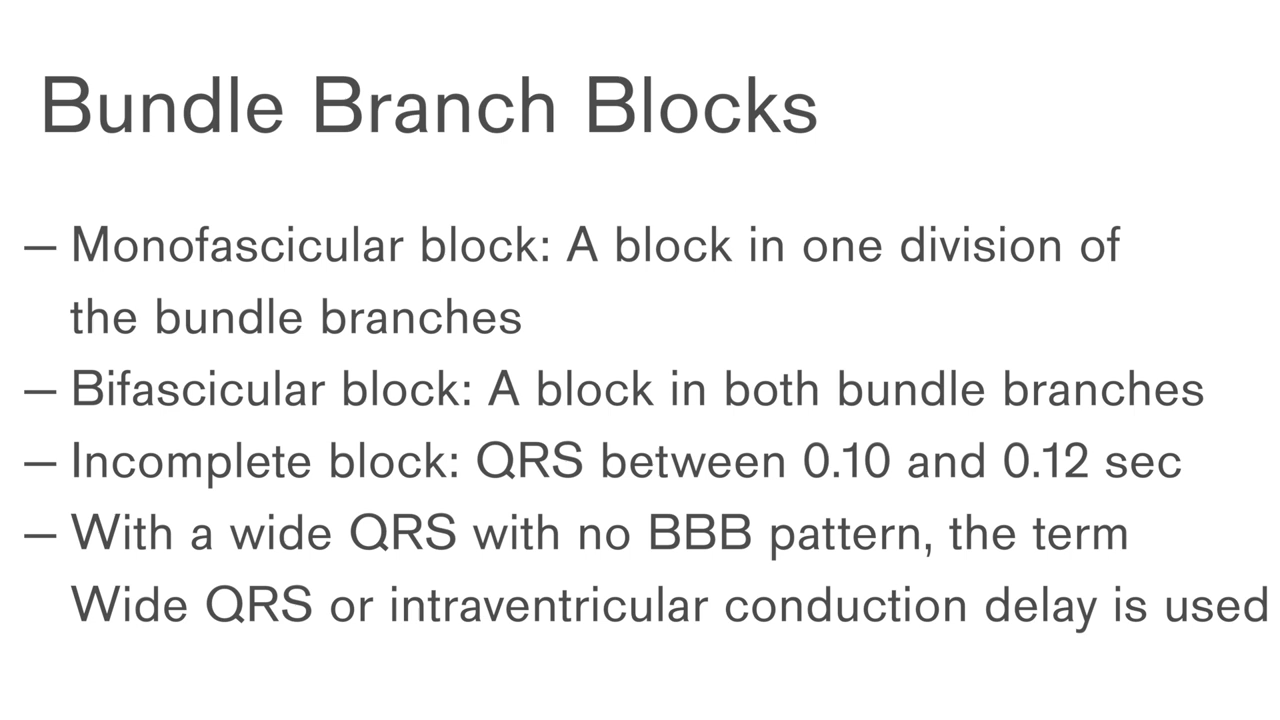 Bundle Branch Blocks
— Monofascicular block: A block in one division of
the bundle branches
— Bifascicular block: A block in both bundle branches
— Incomplete block: QRS between 0.10 and 0.12 sec
— With a wide QRS with no BBB pattern, the term
Wide QRS or intraventricular conduction delay is used